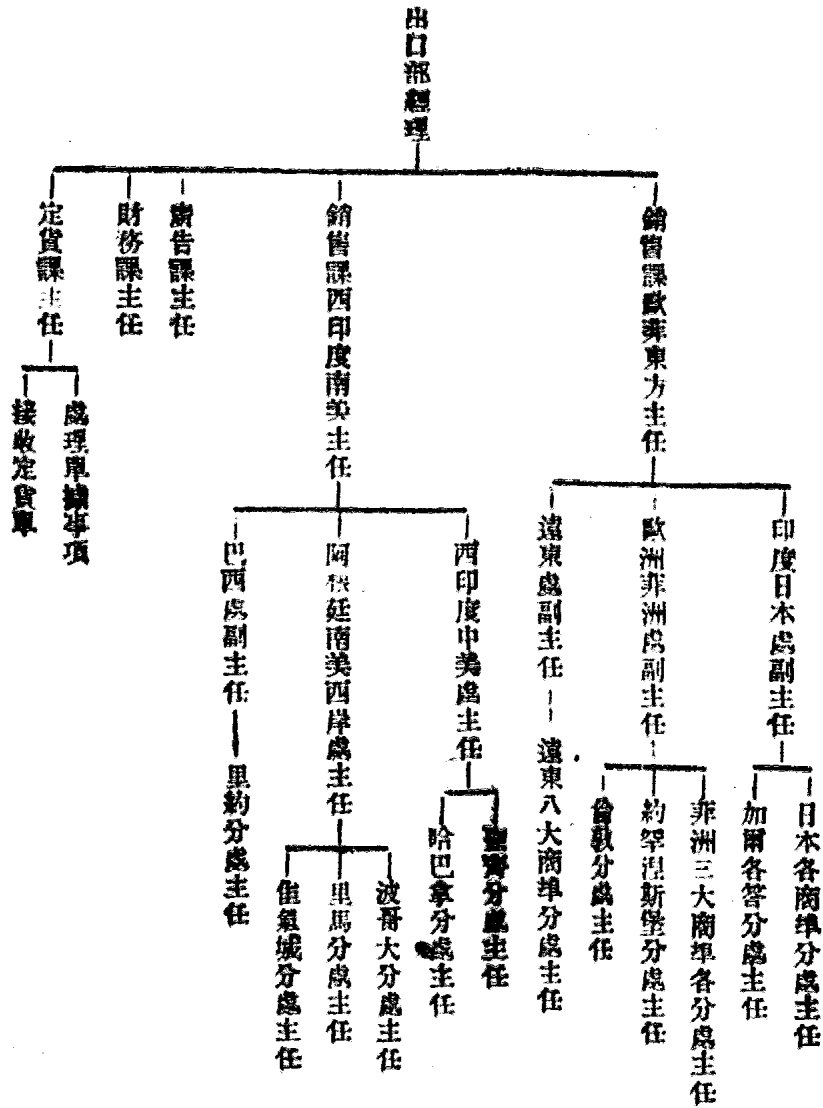 出口部經理
銷售課歐菲東方主任
銷售課西印度南美主任
廣告課主任
財務課主任
定貨課主任
印度日本處副主任
歐洲菲洲處副主任
遠東處副主任
西印度中美處主任
阿根廷南美西岸處主任
巴西處副主任
處理單據事項
接收定貨單
日本各商埠分處主任
加爾各答分處主任
菲洲三大商埠各分處主任
約翠涅斯堡分處主任
倫敦分處主任
遠東八大商埠分處主任
分處主任
哈巴拿分處主任
波哥大分處主任
里馬分處主任
佳氣城分處主任
里約分處主任